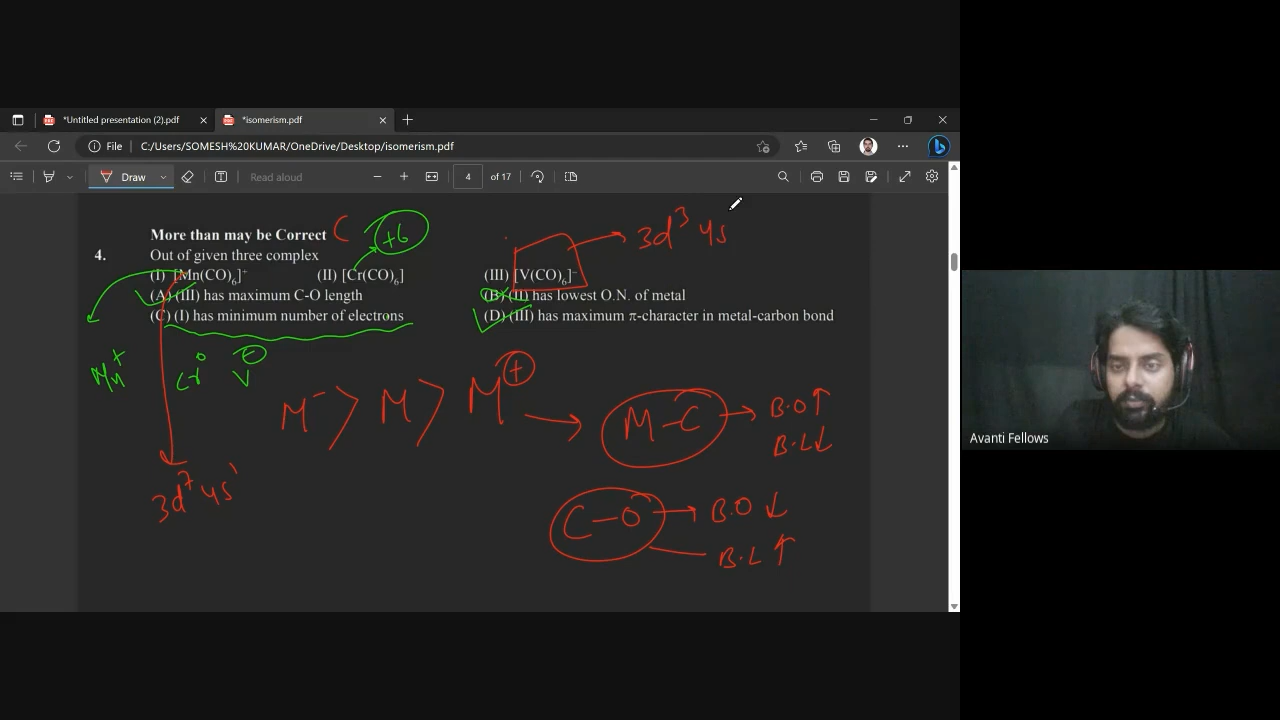 *Untitled presentation (2).pdf
*isomerism.pdf
File
C:/Users/SOMESH%20KUMAR/OneDrive/Desktop/isomerism.pdf
Draw
Read aloud
4 of 17
More than may be Correct C +6
3d³ 4s
4. Out of given three complex
(I) [Mn(CO)₆]⁺ (II) [Cr(CO)₆] (III) [V(CO)₆]⁻
(A) (III) has maximum C-O length (B) (II) has lowest O.N. of metal
(C) (I) has minimum number of electrons (D) (III) has maximum π-character in metal-carbon bond
Mn⁺ Cr⁰ V⁻
M⁻ > M > M⁺ → M-C → B.O↑
B.L↓
3d⁷ 4s¹
C-O → B.O ↓
B.L ↑
Avanti Fellows